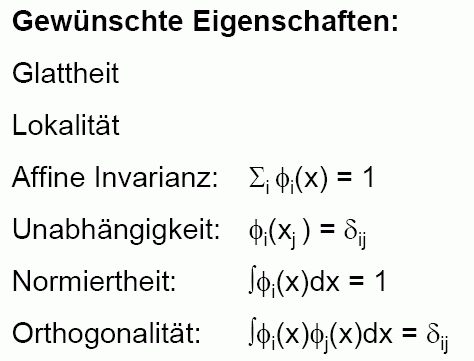 Gewünschte Eigenschaften:
Glattheit
Lokalität
Affine Invarianz: Σi ϕi(x) = 1
Unabhängigkeit: ϕi(xj ) = δij
Normiertheit: ∫ϕi(x)dx = 1
Orthogonalität: ∫ϕi(x)ϕj(x)dx = δij